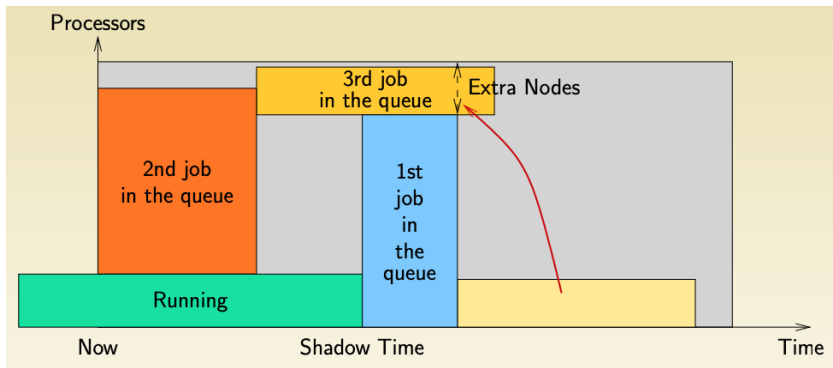 Processors
3rd job
in the queue
Extra Nodes
2nd job
in the queue
1st
job
in
the
queue
Running
Now
Shadow Time
Time